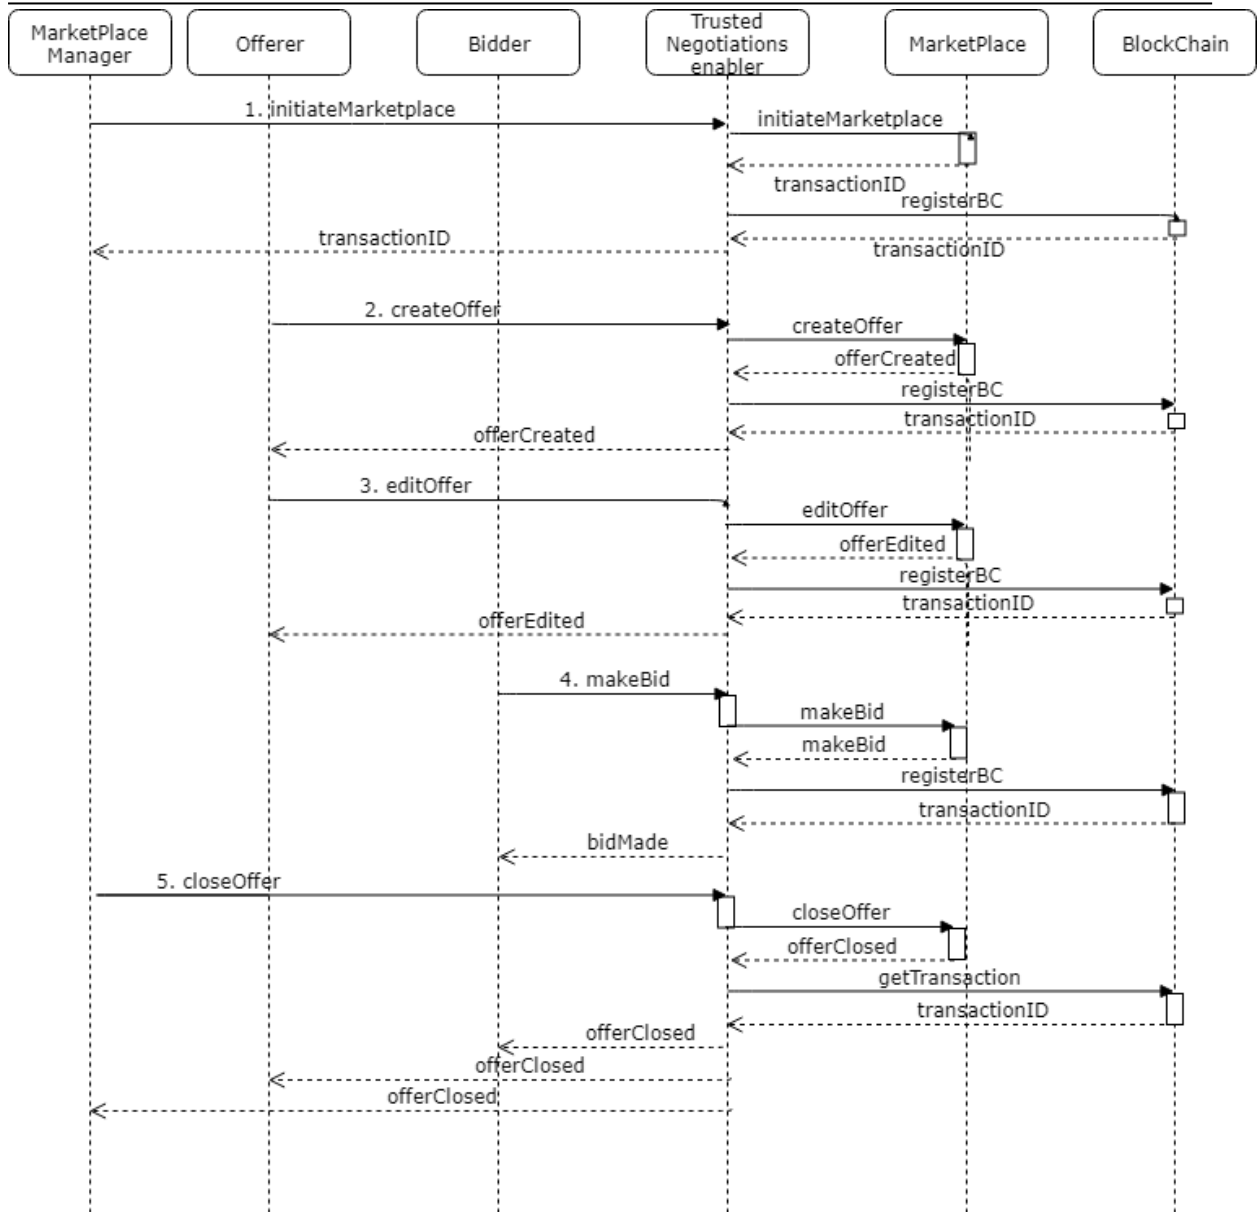 MarketPlace
Manager
Offerer
Bidder
Trusted
Negotiations
enabler
MarketPlace
BlockChain
1. initiateMarketplace
initiateMarketplace
transactionID
registerBC
transactionID
transactionID
2. createOffer
createOffer
offerCreated
registerBC
transactionID
offerCreated
3. editOffer
editOffer
offerEdited
registerBC
transactionID
offerEdited
4. makeBid
makeBid
makeBid
registerBC
transactionID
bidMade
5. closeOffer
closeOffer
offerClosed
getTransaction
transactionID
offerClosed
offerClosed
offerClosed